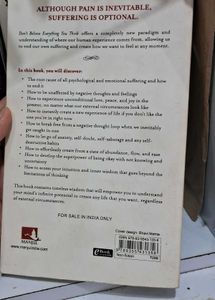 ALTHOUGH PAIN IS INEVITABLE,
SUFFERING IS OPTIONAL.
Don't Believe Everything You Think offers a completely new paradigm and
understanding of where our human experience comes from, allowing us
to end our own suffering and create how we want to feel at any moment.
In this book, you will discover:
• The root cause of all psychological and emotional suffering and how
to end it
• How to be unaffected by negative thoughts and feelings
• How to experience unconditional love, peace, and joy in the
present, no matter what our external circumstances look like
• How to instantly create a new experience of life if you don't like the
one you're in right now
• How to break free from a negative thought loop when we inevitably
get caught in one
• How to let go of anxiety, self-doubt, self-sabotage and any self-
destructive habits
• How to effortlessly create from a state of abundance, flow, and ease
• How to develop the superpower of being okay with not knowing and
uncertainty
• How to access your intuition and inner wisdom that goes beyond the
limitations of thinking
This book contains timeless wisdom that will empower you to understand
your mind's infinite potential to create any life that you want, regardless
of external circumstances.
FOR SALE IN INDIA ONLY
MANJUL
www.manjulindia.com
eBook
Cover design:
ISBN